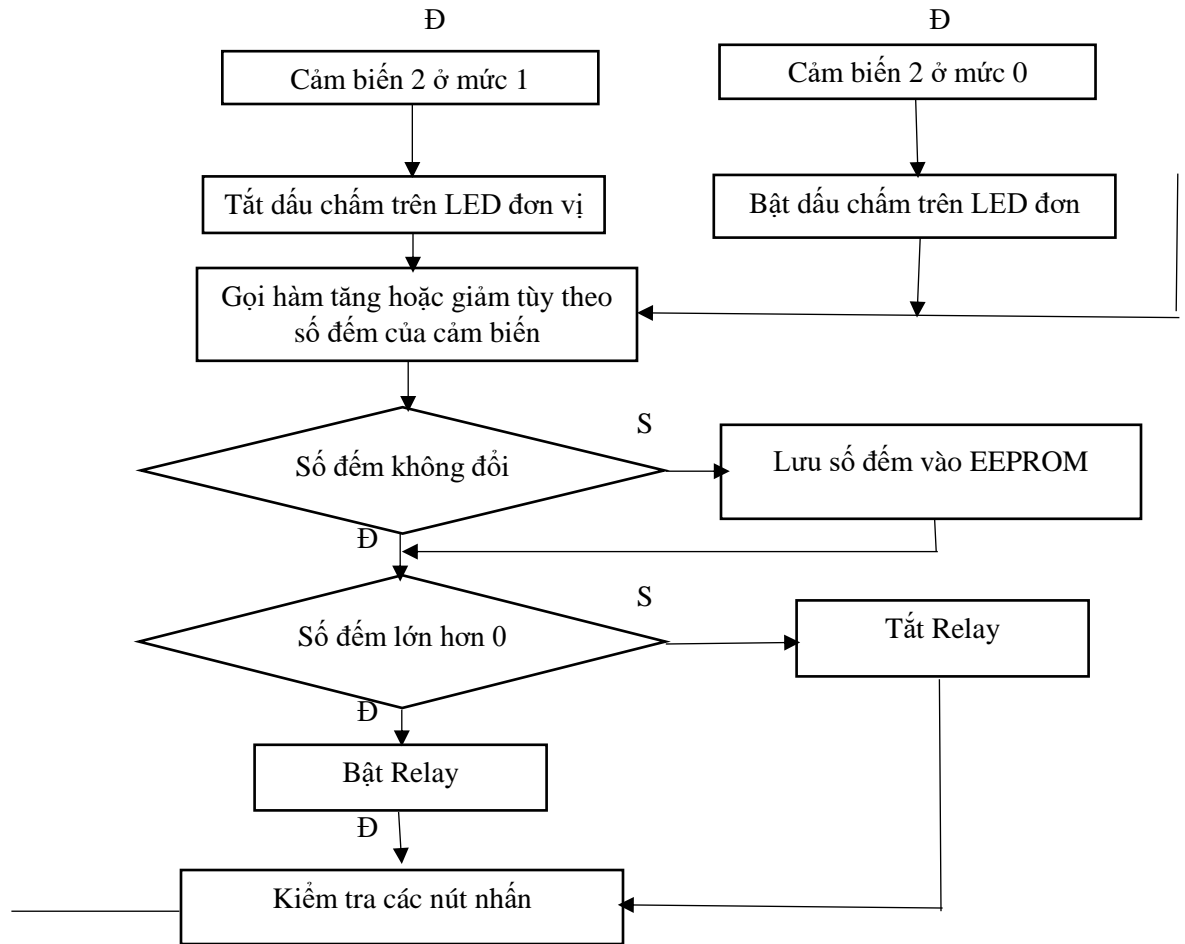 Đ
Đ
Cảm biến 2 ở mức 1
Cảm biến 2 ở mức 0
Tắt dấu chấm trên LED đơn vị
Bật dấu chấm trên LED đơn
Gọi hàm tăng hoặc giảm tùy theo
số đếm của cảm biến
S
Số đếm không đổi
Lưu số đếm vào EEPROM
Đ
S
Số đếm lớn hơn 0
Tắt Relay
Đ
Bật Relay
Đ
Kiểm tra các nút nhấn